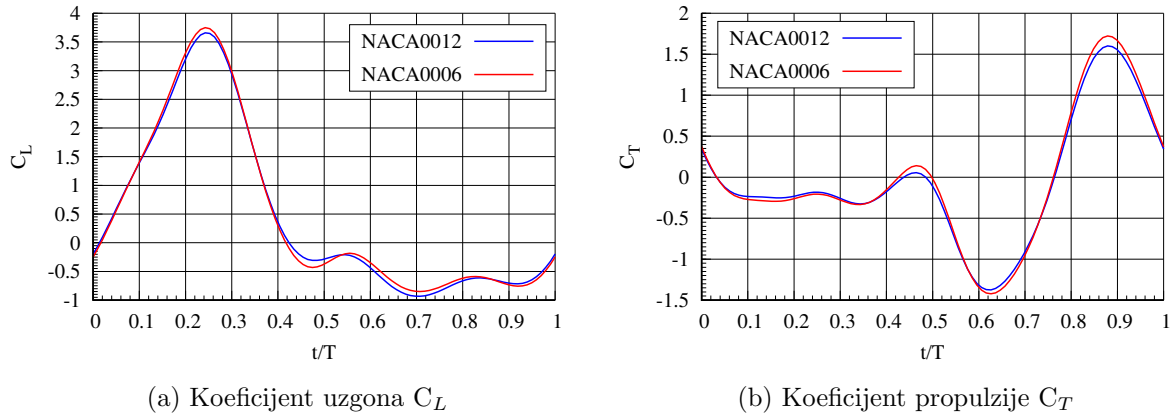 4
3.5
3
2.5
2
1.5
1
0.5
0
-0.5
-1
C_L
NACA0012
NACA0006
0 0.1 0.2 0.3 0.4 0.5 0.6 0.7 0.8 0.9 1
t/T
(a) Koeficijent uzgona C_L
2
1.5
1
0.5
0
-0.5
-1
-1.5
C_T
NACA0012
NACA0006
0 0.1 0.2 0.3 0.4 0.5 0.6 0.7 0.8 0.9 1
t/T
(b) Koeficijent propulzije C_T